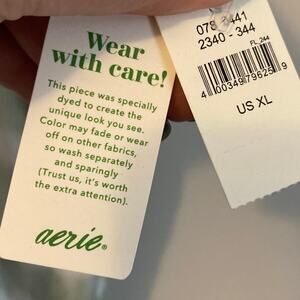 Wear
with care!
This piece was specially
dyed to create the
unique look you see.
Color may fade or wear
off on other fabrics,
so wash separately
and sparingly
(Trust us, it's worth
the extra attention).
aerie®
2340 - 344
FL. 244
US XL